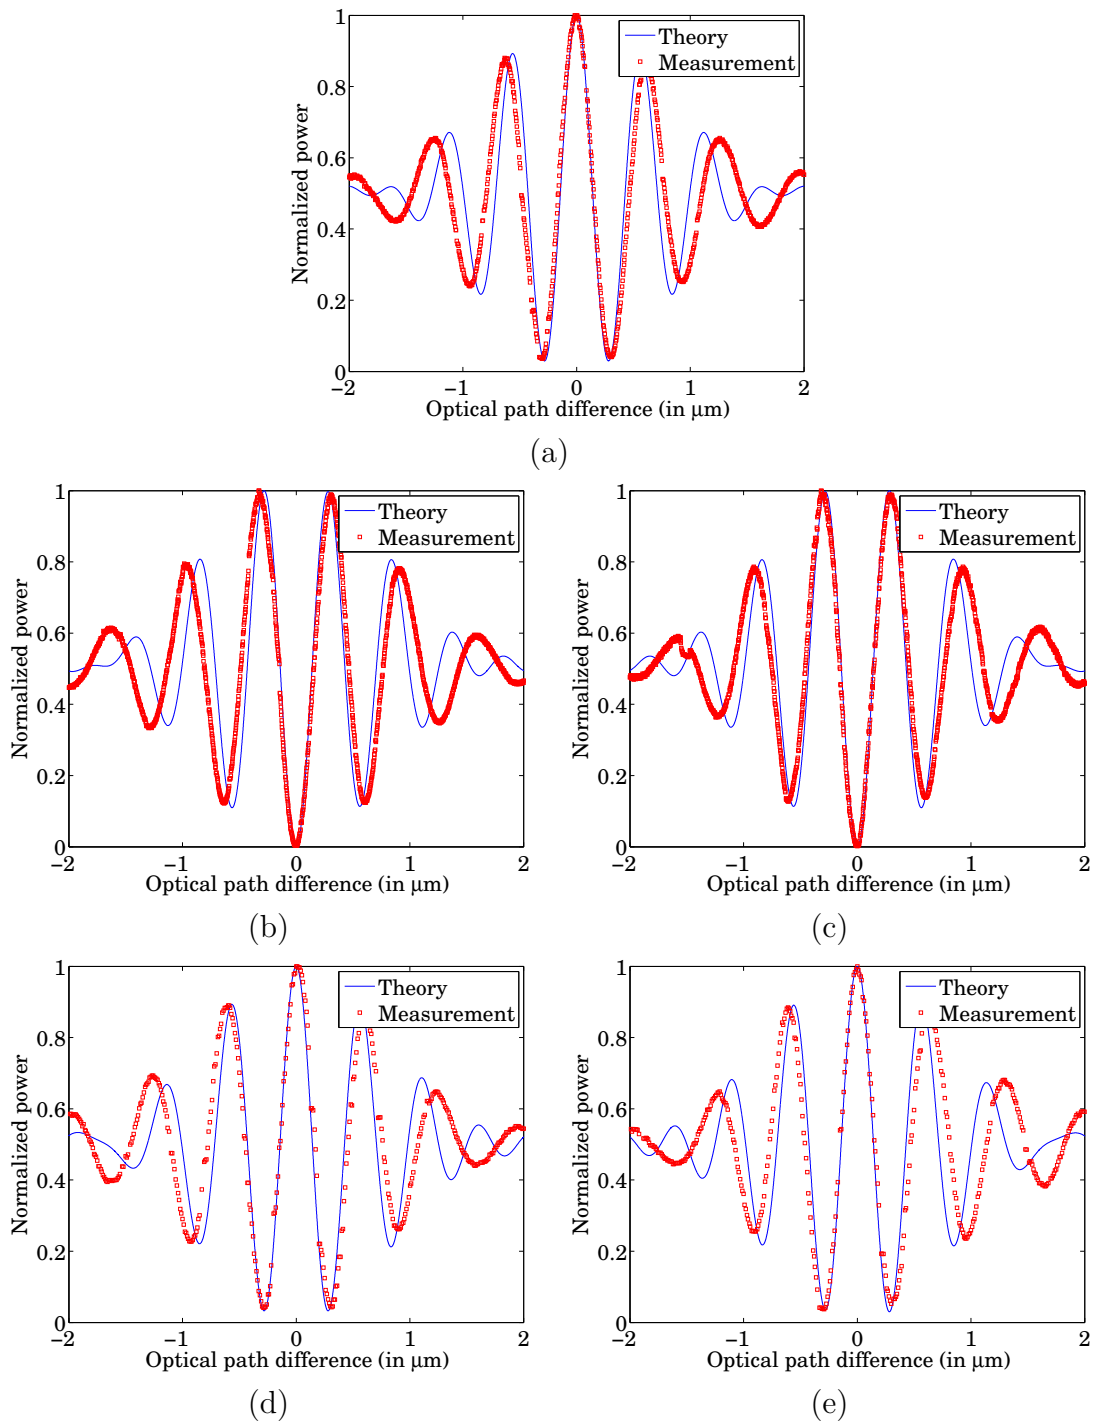 1
0.8
0.6
0.4
0.2
0
Normalized power
Theory
Measurement
−2
−1
0
1
2
Optical path difference (in μm)
(a)
1
0.8
0.6
0.4
0.2
0
Normalized power
Theory
Measurement
−2
−1
0
1
2
Optical path difference (in μm)
(b)
1
0.8
0.6
0.4
0.2
0
Normalized power
Theory
Measurement
−2
−1
0
1
2
Optical path difference (in μm)
(c)
1
0.8
0.6
0.4
0.2
0
Normalized power
Theory
Measurement
−2
−1
0
1
2
Optical path difference (in μm)
(d)
1
0.8
0.6
0.4
0.2
0
Normalized power
Theory
Measurement
−2
−1
0
1
2
Optical path difference (in μm)
(e)